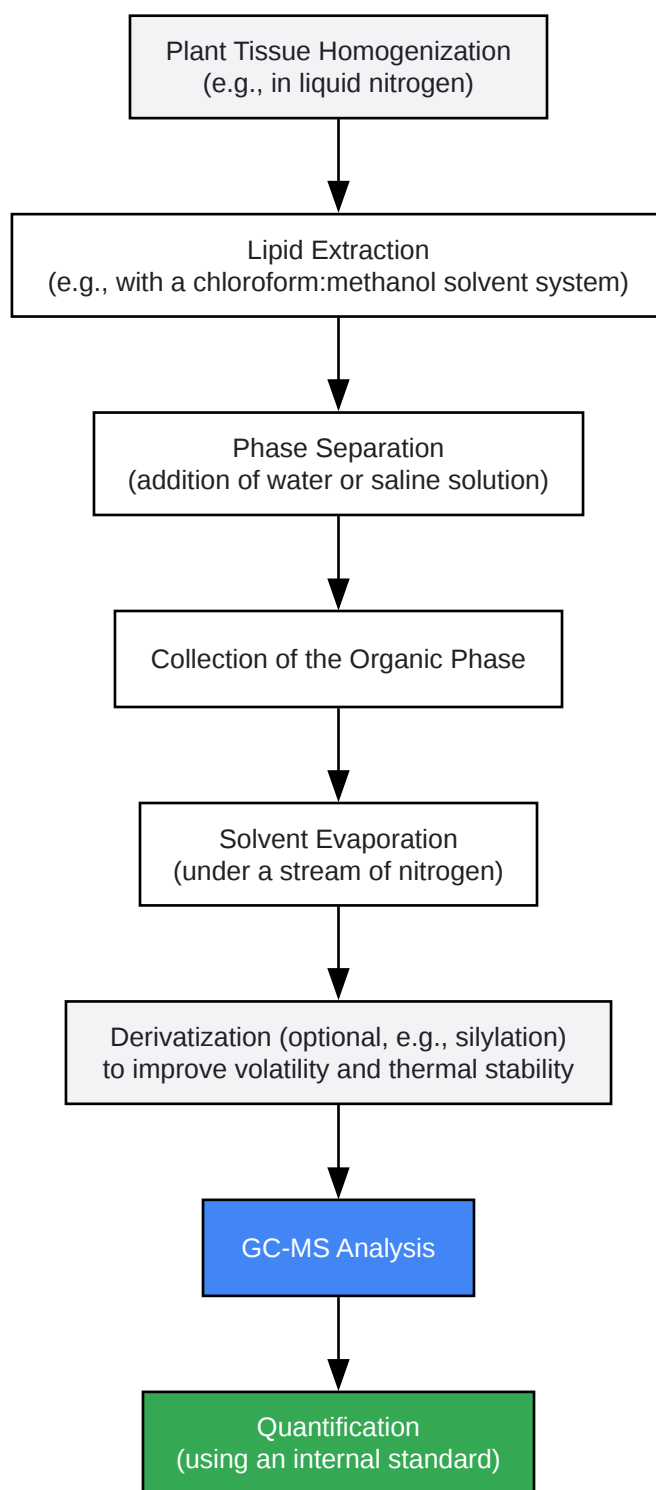 Plant Tissue Homogenization
(e.g., in liquid nitrogen)
Lipid Extraction
(e.g., with a chloroform:methanol solvent system)
Phase Separation
(addition of water or saline solution)
Collection of the Organic Phase
Solvent Evaporation
(under a stream of nitrogen)
Derivatization (optional, e.g., silylation)
to improve volatility and thermal stability
GC-MS Analysis
Quantification
(using an internal standard)